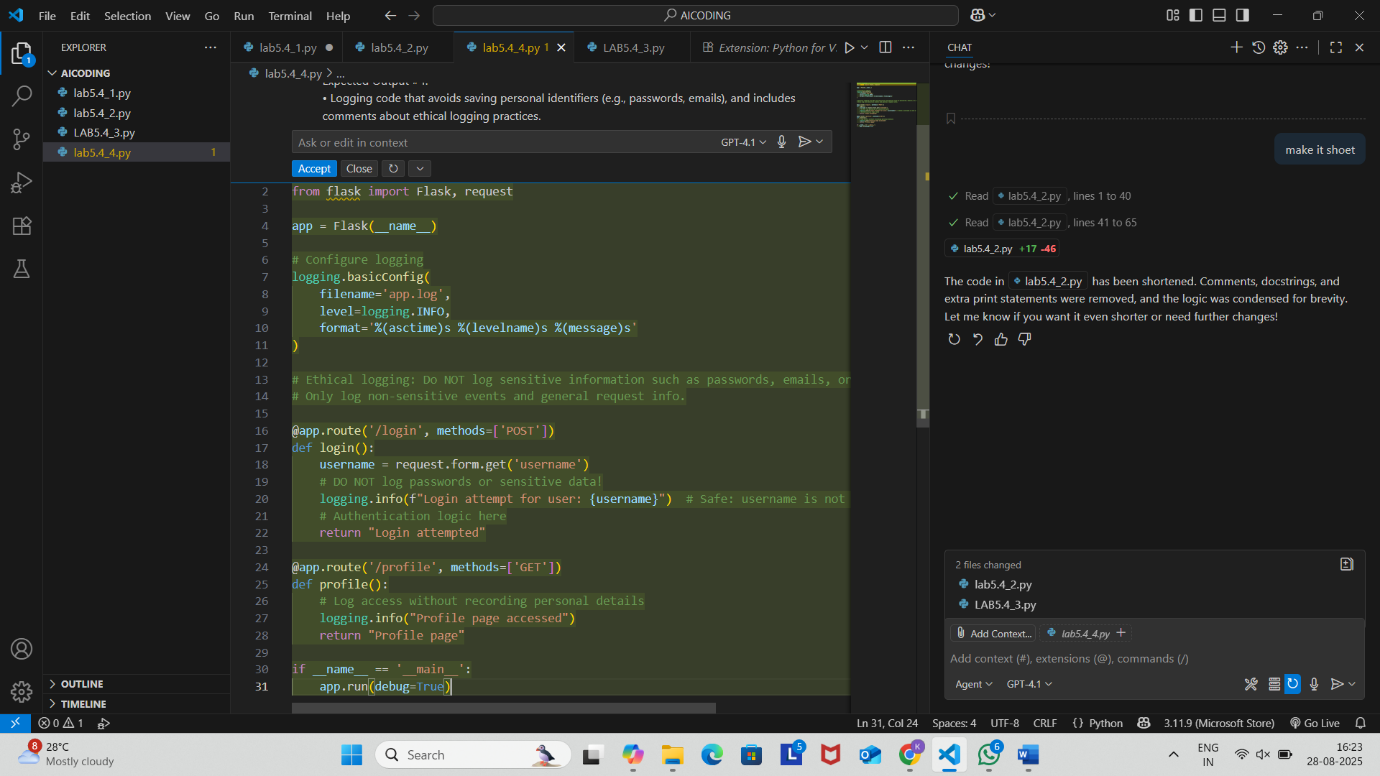 File Edit Selection View Go Run Terminal Help
AICODING
EXPLORER
lab5.4_1.py
lab5.4_2.py
lab5.4_4.py 1
LAB5.4_3.py
Extension: Python for V
CHAT
1
AICODING
lab5.4_1.py
lab5.4_2.py
LAB5.4_3.py
lab5.4_4.py 1
OUTLINE
TIMELINE
lab5.4_4.py > ...
• Logging code that avoids saving personal identifiers (e.g., passwords, emails), and includes
comments about ethical logging practices.
Ask or edit in context
GPT-4.1
Accept Close
2 from flask import Flask, request
3
4 app = Flask(__name__)
5
6 # Configure logging
7 logging.basicConfig(
8 filename='app.log',
9 level=logging.INFO,
10 format='%(asctime)s %(levelname)s %(message)s'
11 )
12
13 # Ethical logging: Do NOT log sensitive information such as passwords, emails, or
14 # Only log non-sensitive events and general request info.
15
16 @app.route('/login', methods=['POST'])
17 def login():
18 username = request.form.get('username')
19 # DO NOT log passwords or sensitive data!
20 logging.info(f"Login attempt for user: {username}") # Safe: username is not
21 # Authentication logic here
22 return "Login attempted"
23
24 @app.route('/profile', methods=['GET'])
25 def profile():
26 # Log access without recording personal details
27 logging.info("Profile page accessed")
28 return "Profile page"
29
30 if __name__ == '__main__':
31 app.run(debug=True)
changes!
make it shoet
Read lab5.4_2.py , lines 1 to 40
Read lab5.4_2.py , lines 41 to 65
lab5.4_2.py +17 -46
The code in lab5.4_2.py has been shortened. Comments, docstrings, and
extra print statements were removed, and the logic was condensed for brevity.
Let me know if you want it even shorter or need further changes!
2 files changed
lab5.4_2.py
LAB5.4_3.py
Add Context... lab5.4_4.py
Add context (#), extensions (@), commands (/)
Agent GPT-4.1
0 1
Ln 31, Col 24 Spaces: 4 UTF-8 CRLF {} Python 3.11.9 (Microsoft Store) Go Live
8
28°C
Mostly cloudy
Search
5
K
6
ENG
IN
16:23
28-08-2025